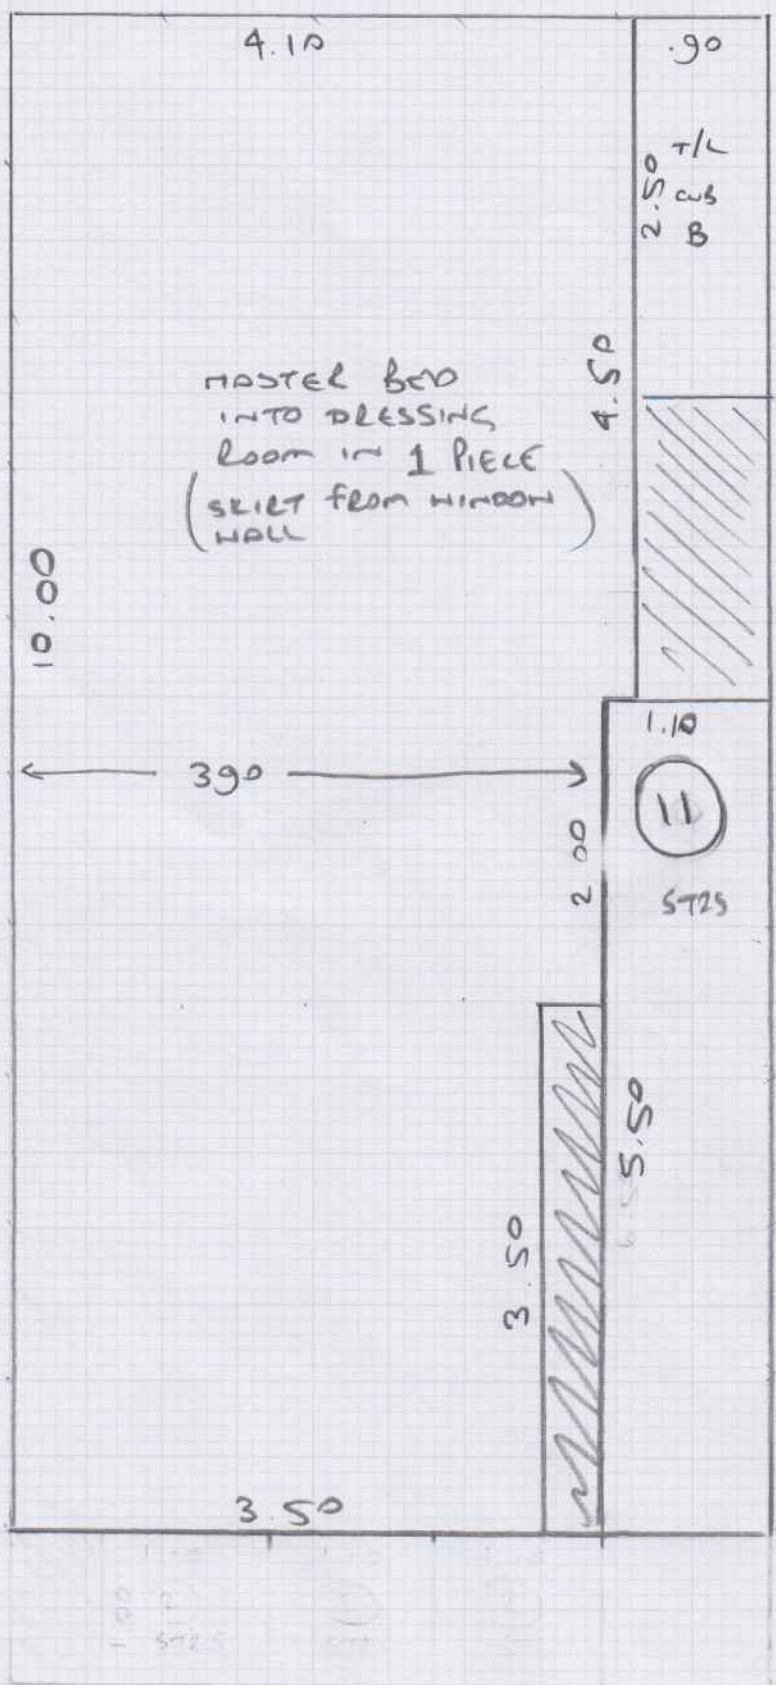 4.10
.90
2.50
T/L
cub
B
4.50
MASTER BED
INTO DRESSING
ROOM IN 1 PIECE
(SKIRT FROM WINDOW
WALL)
10.00
1.10
390
11
2 00
ST25
5.50
3.50
3.50